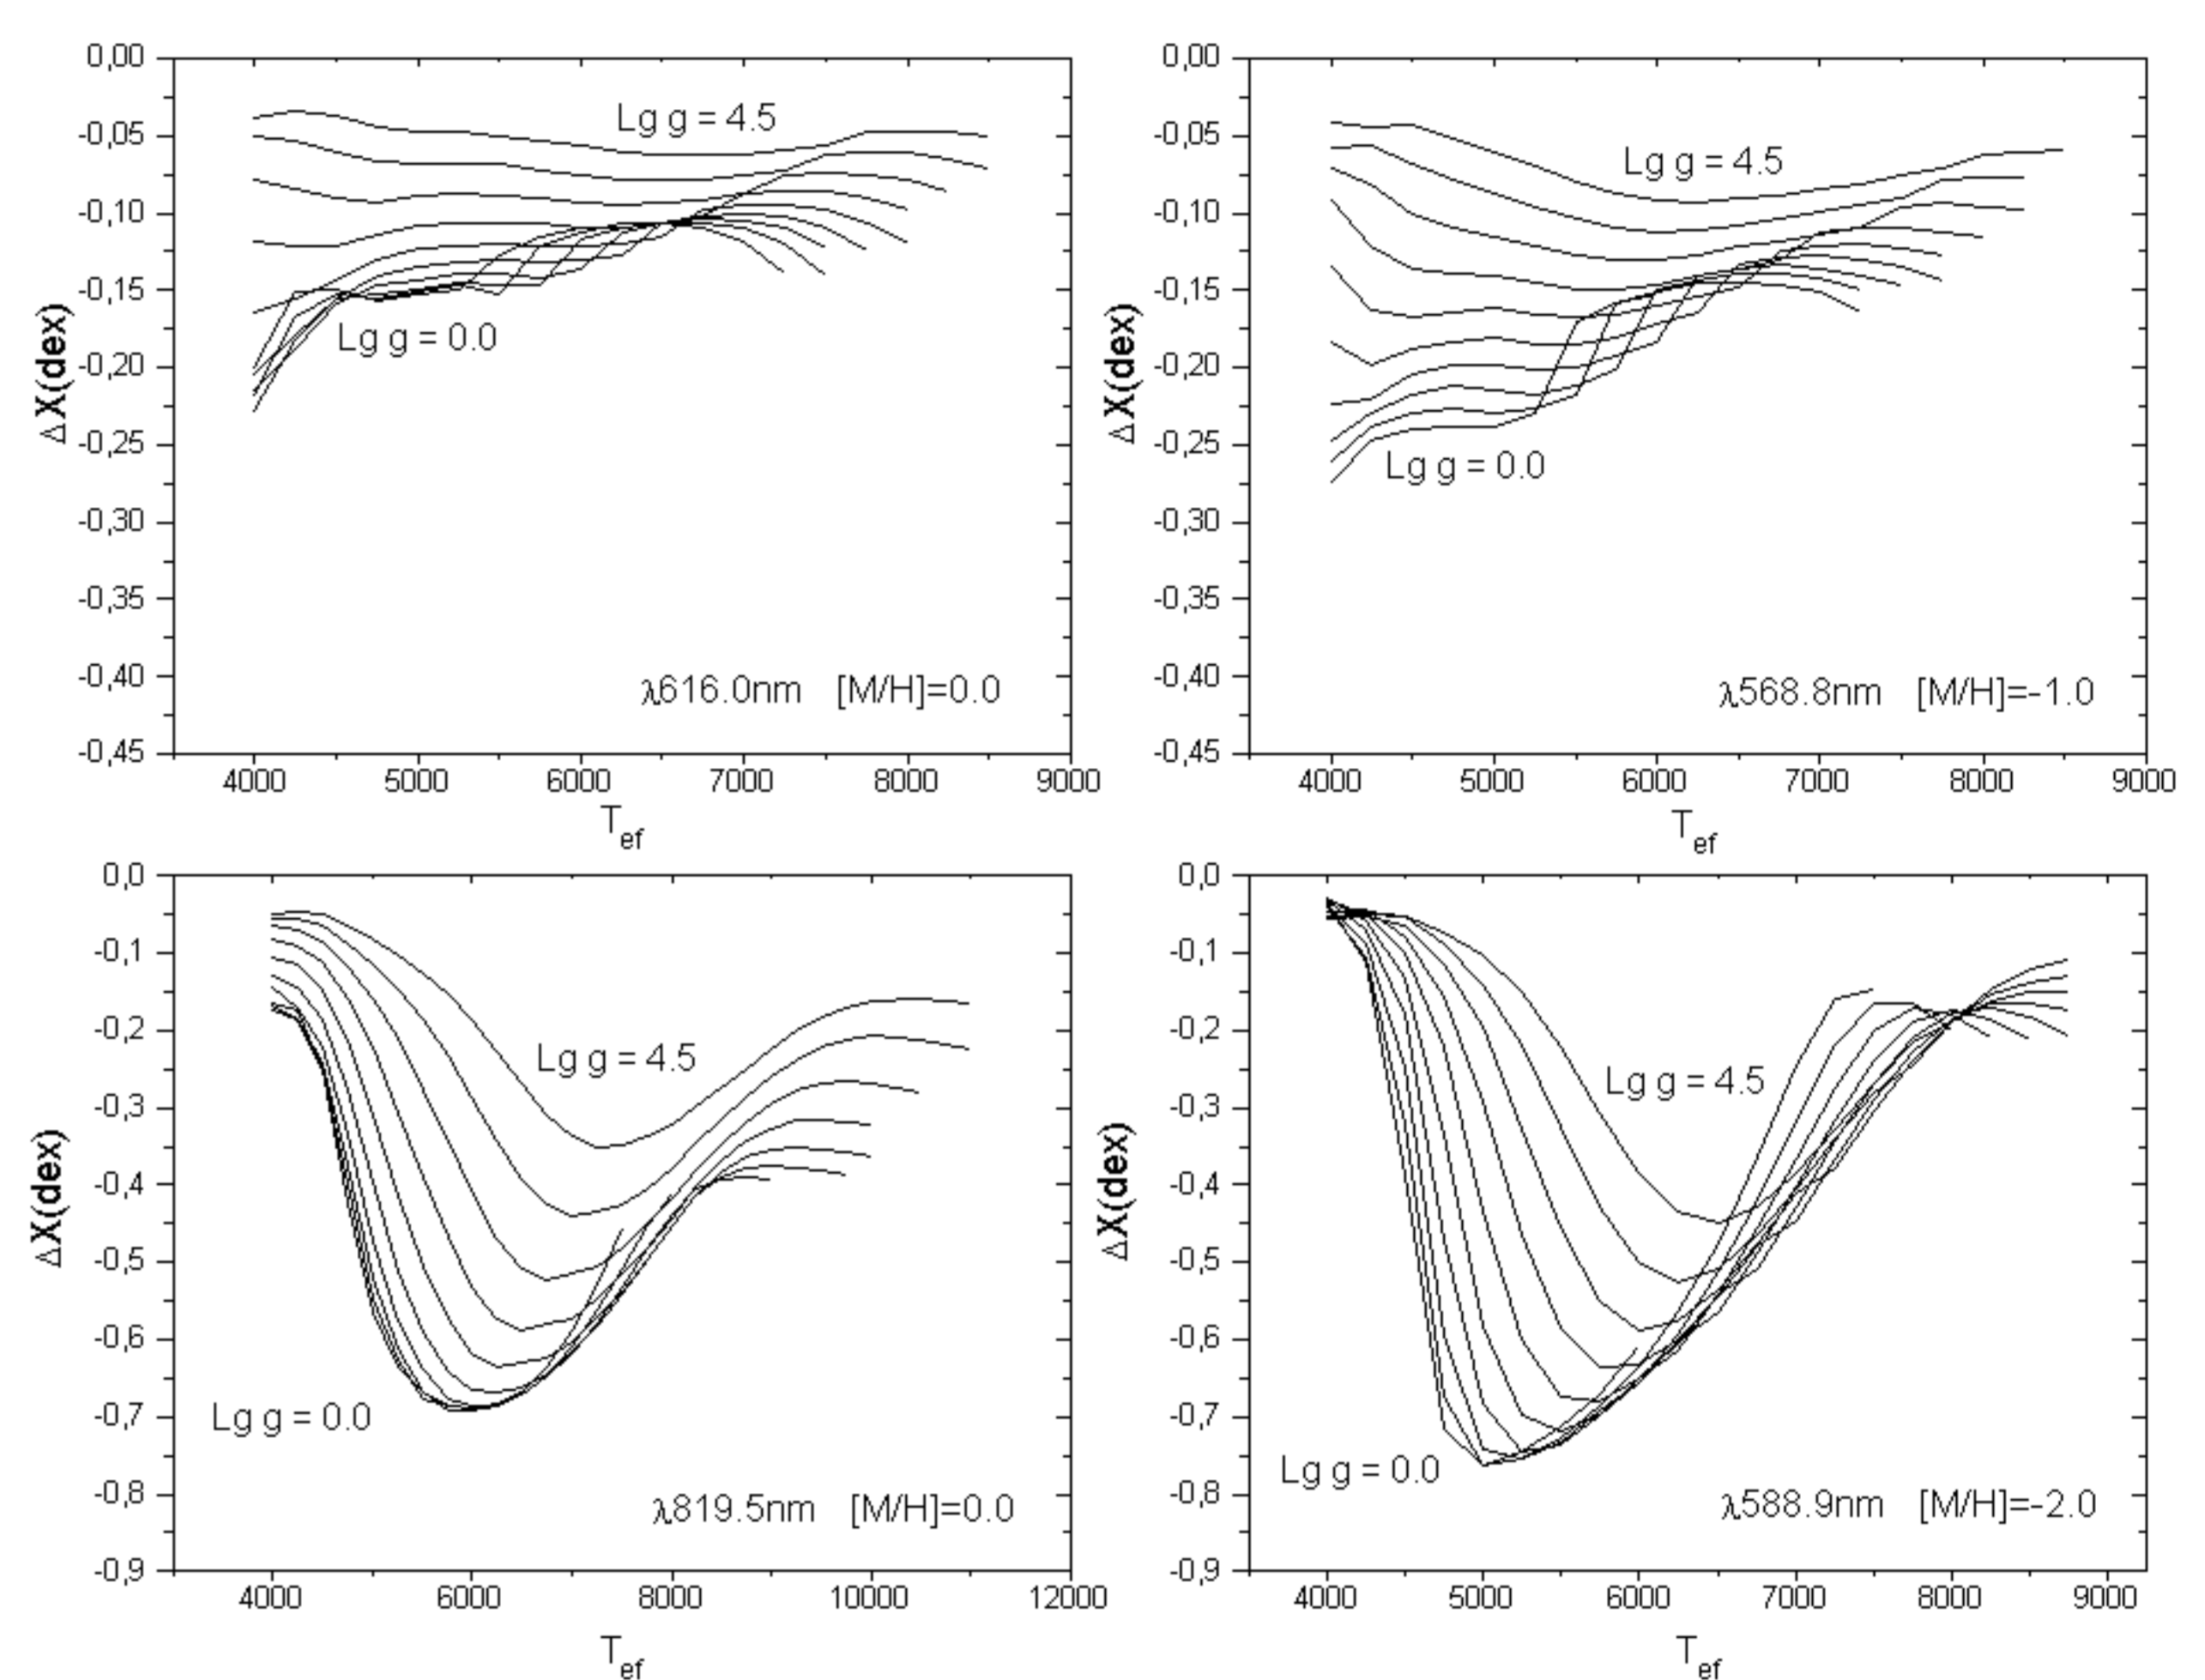 0,00
-0,05
-0,10
-0,15
-0,20
-0,25
-0,30
-0,35
-0,40
-0,45
ΔX(dex)
Lg g = 4.5
Lg g = 0.0
λ616.0nm [M/H]=0.0
4000 5000 6000 7000 8000 9000
Tef
0,00
-0,05
-0,10
-0,15
-0,20
-0,25
-0,30
-0,35
-0,40
-0,45
ΔX(dex)
Lg g = 4.5
Lg g = 0.0
λ568.8nm [M/H]=-1.0
4000 5000 6000 7000 8000 9000
Tef
0,0
-0,1
-0,2
-0,3
-0,4
-0,5
-0,6
-0,7
-0,8
-0,9
ΔX(dex)
Lg g = 4.5
Lg g = 0.0
λ819.5nm [M/H]=0.0
4000 6000 8000 10000 12000
Tef
0,0
-0,1
-0,2
-0,3
-0,4
-0,5
-0,6
-0,7
-0,8
-0,9
ΔX(dex)
Lg g = 4.5
Lg g = 0.0
λ588.9nm [M/H]=-2.0
4000 5000 6000 7000 8000 9000
Tef